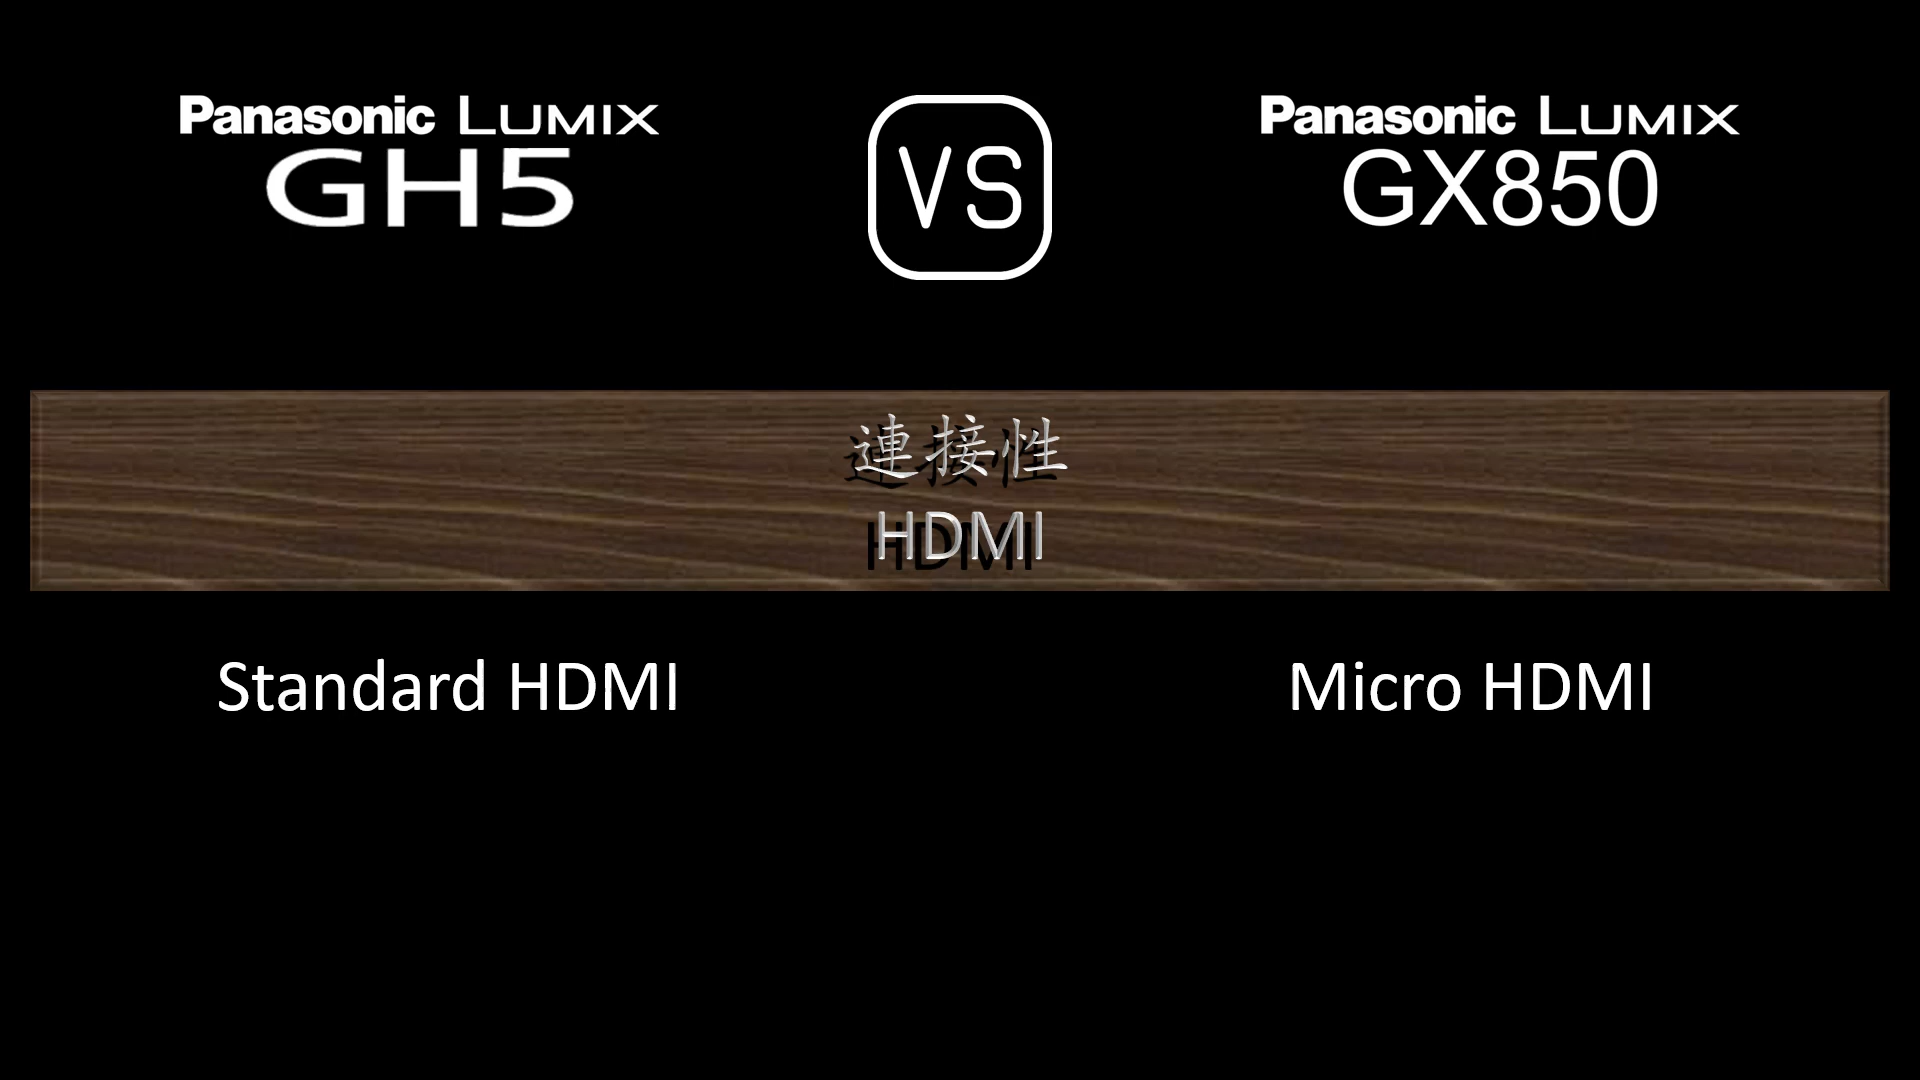 Panasonic LUMIX
GH5
VS
Panasonic LUMIX
GX850
連接性
HDMI
Standard HDMI
Micro HDMI